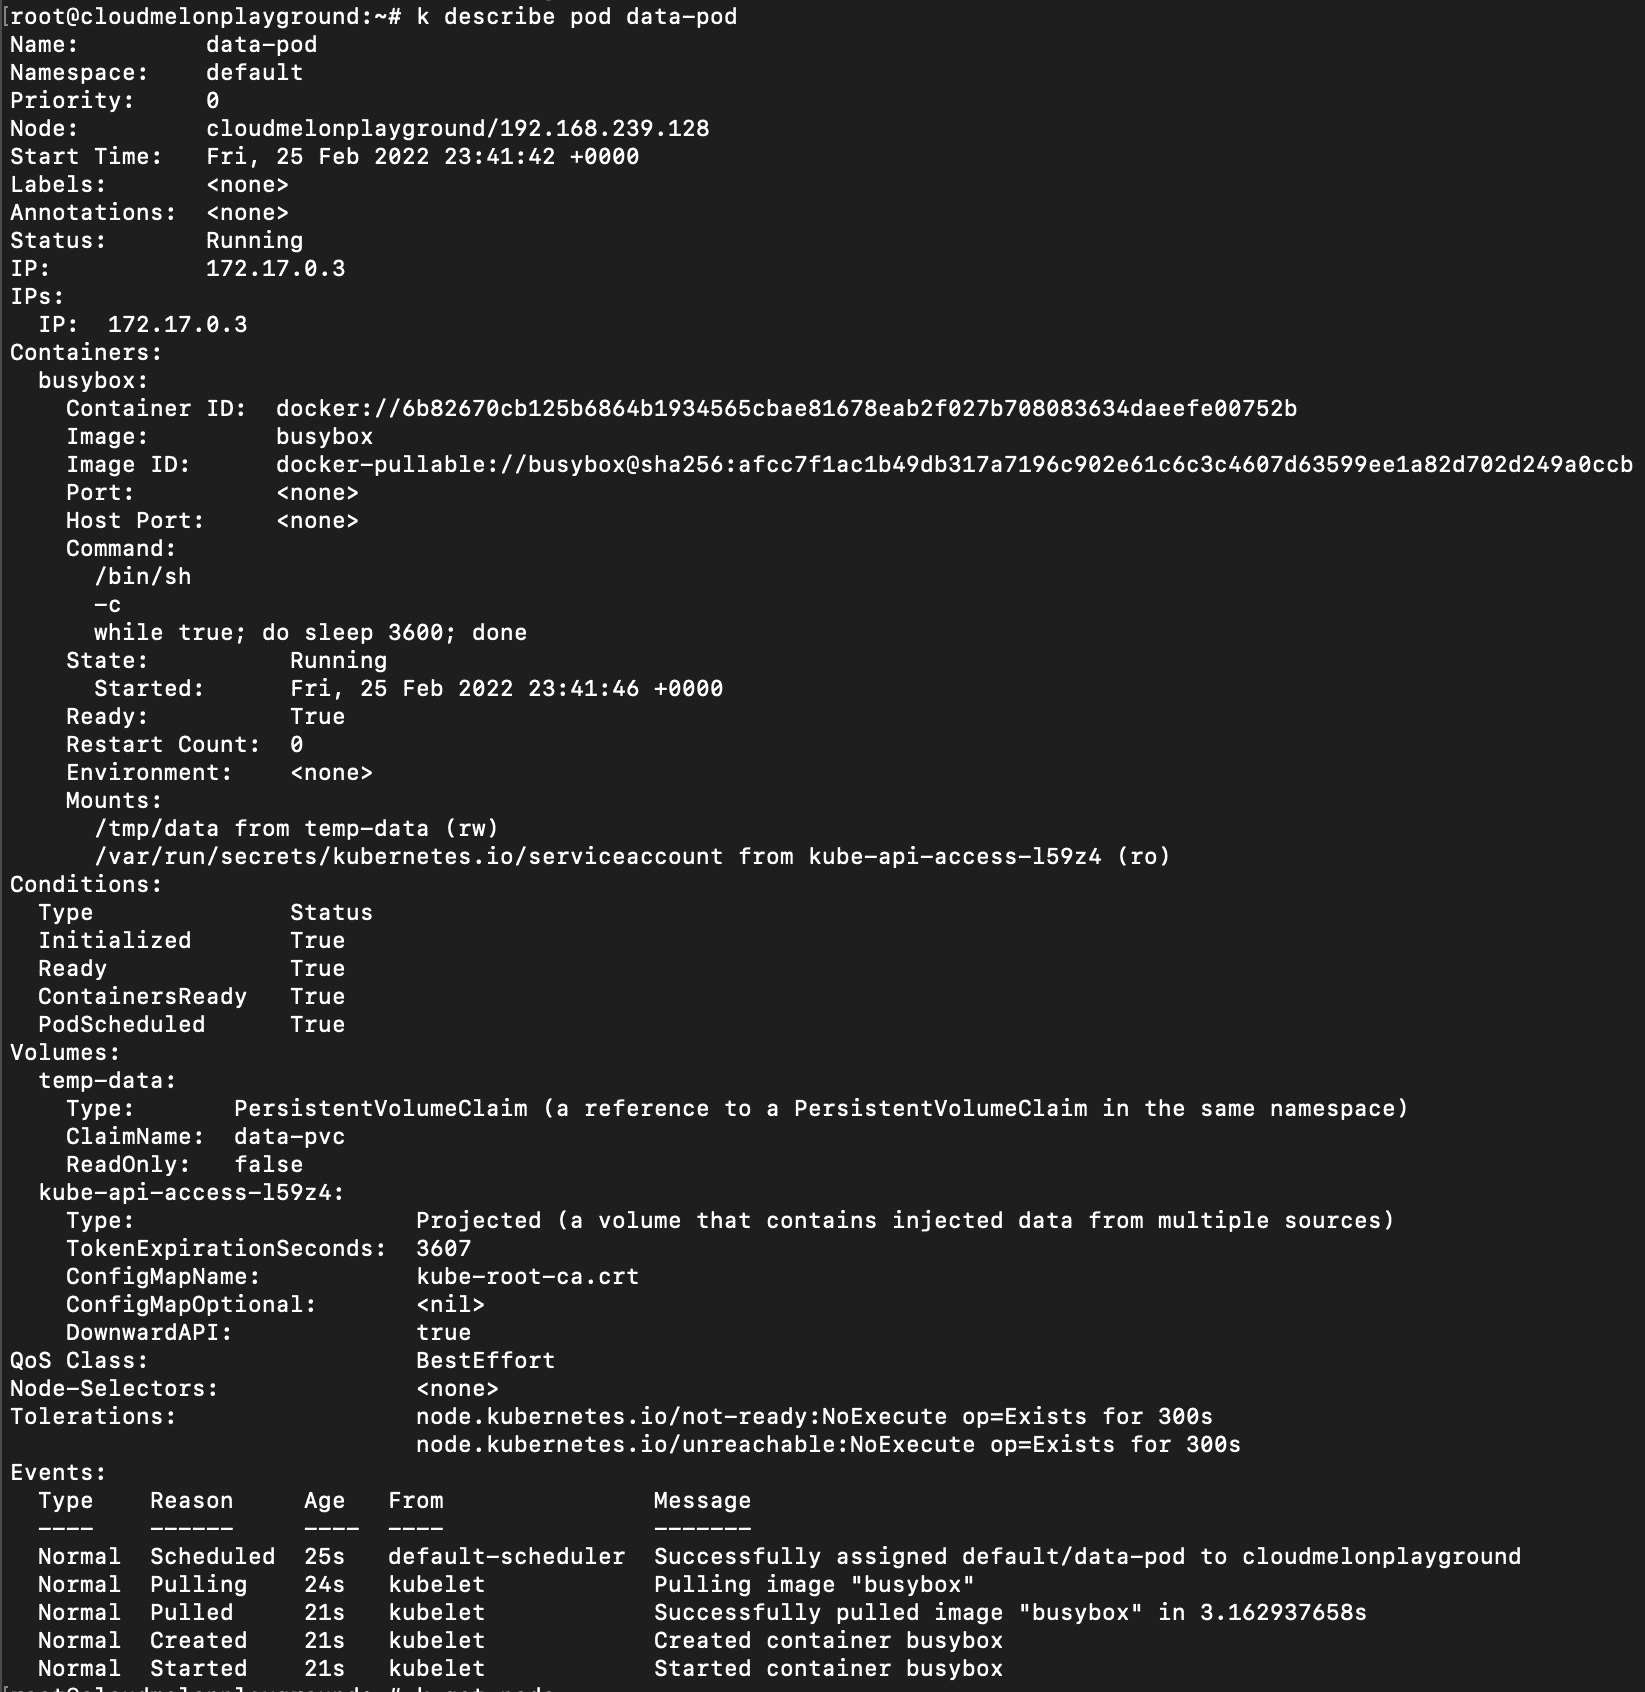 [root@cloudmelonplayground:~# k describe pod data-pod
Name:         data-pod
Namespace:    default
Priority:     0
Node:         cloudmelonplayground/192.168.239.128
Start Time:   Fri, 25 Feb 2022 23:41:42 +0000
Labels:       <none>
Annotations:  <none>
Status:       Running
IP:           172.17.0.3
IPs:
  IP:  172.17.0.3
Containers:
  busybox:
    Container ID:  docker://6b82670cb125b6864b1934565cbae81678eab2f027b708083634daeefe00752b
    Image:         busybox
    Image ID:      docker-pullable://busybox@sha256:afcc7f1ac1b49db317a7196c902e61c6c3c4607d63599ee1a82d702d249a0ccb
    Port:          <none>
    Host Port:     <none>
    Command:
      /bin/sh
      -c
      while true; do sleep 3600; done
    State:          Running
      Started:      Fri, 25 Feb 2022 23:41:46 +0000
    Ready:          True
    Restart Count:  0
    Environment:    <none>
    Mounts:
      /tmp/data from temp-data (rw)
      /var/run/secrets/kubernetes.io/serviceaccount from kube-api-access-l59z4 (ro)
Conditions:
  Type              Status
  Initialized       True
  Ready             True
  ContainersReady   True
  PodScheduled      True
Volumes:
  temp-data:
    Type:       PersistentVolumeClaim (a reference to a PersistentVolumeClaim in the same namespace)
    ClaimName:  data-pvc
    ReadOnly:   false
  kube-api-access-l59z4:
    Type:                    Projected (a volume that contains injected data from multiple sources)
    TokenExpirationSeconds:  3607
    ConfigMapName:           kube-root-ca.crt
    ConfigMapOptional:       <nil>
    DownwardAPI:             true
QoS Class:                   BestEffort
Node-Selectors:              <none>
Tolerations:                 node.kubernetes.io/not-ready:NoExecute op=Exists for 300s
                             node.kubernetes.io/unreachable:NoExecute op=Exists for 300s
Events:
  Type    Reason     Age   From               Message
  ----    ------     ----  ----               -------
  Normal  Scheduled  25s   default-scheduler  Successfully assigned default/data-pod to cloudmelonplayground
  Normal  Pulling    24s   kubelet            Pulling image "busybox"
  Normal  Pulled     21s   kubelet            Successfully pulled image "busybox" in 3.162937658s
  Normal  Created    21s   kubelet            Created container busybox
  Normal  Started    21s   kubelet            Started container busybox